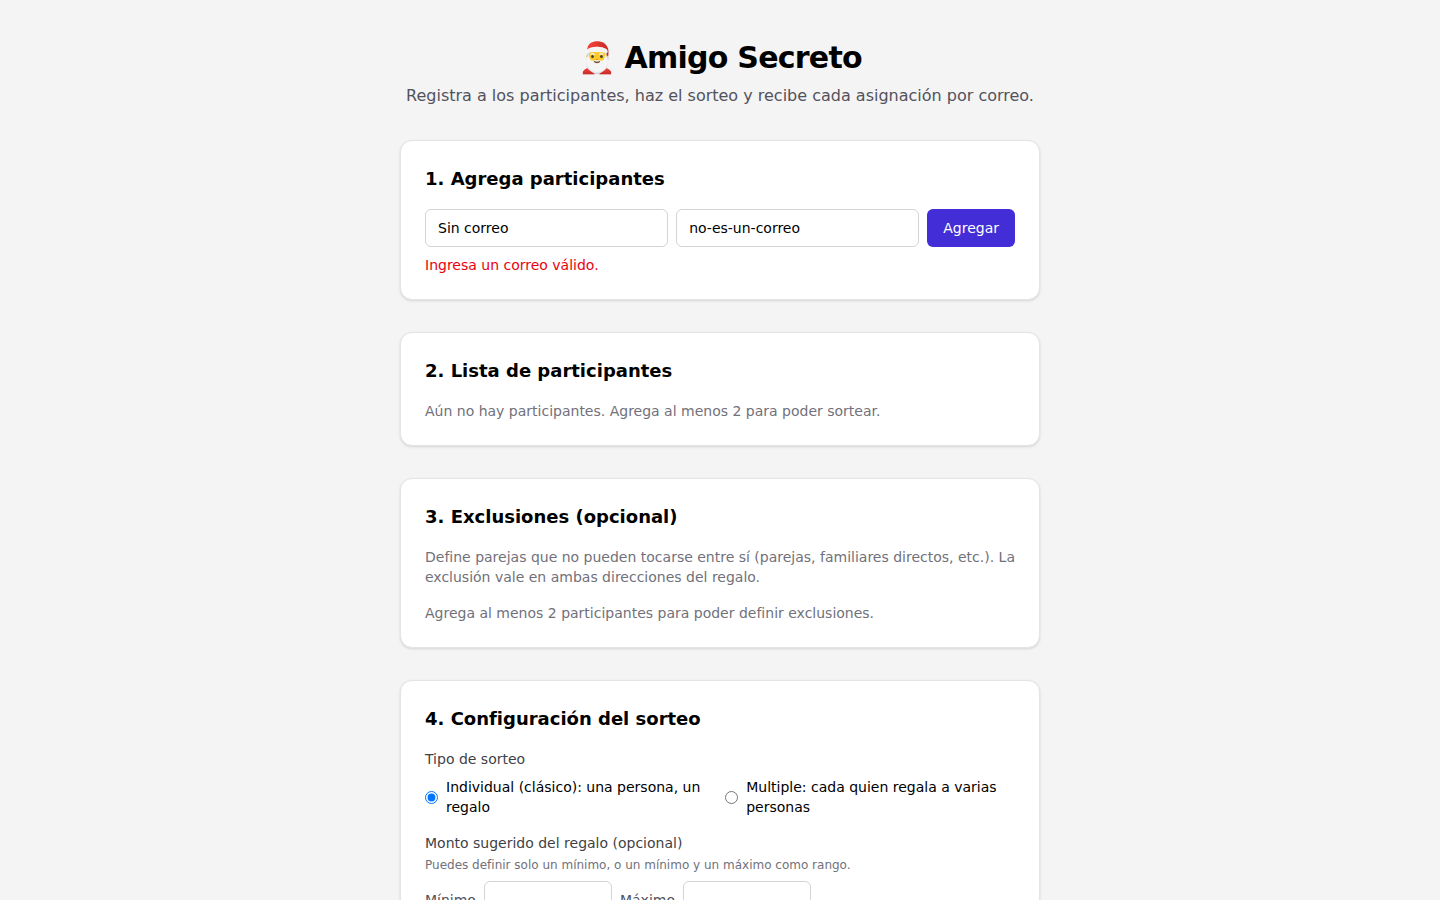 Amigo Secreto
Registra a los participantes, haz el sorteo y recibe cada asignación por correo.
1. Agrega participantes
Sin correo
no-es-un-correo
Agregar
Ingresa un correo válido.
2. Lista de participantes
Aún no hay participantes. Agrega al menos 2 para poder sortear.
3. Exclusiones (opcional)
Define parejas que no pueden tocarse entre sí (parejas, familiares directos, etc.). La
exclusión vale en ambas direcciones del regalo.
Agrega al menos 2 participantes para poder definir exclusiones.
4. Configuración del sorteo
Tipo de sorteo
Individual (clásico): una persona, un
regalo
Multiple: cada quien regala a varias
personas
Monto sugerido del regalo (opcional)
Puedes definir solo un mínimo, o un mínimo y un máximo como rango.
Mínimo
Máximo